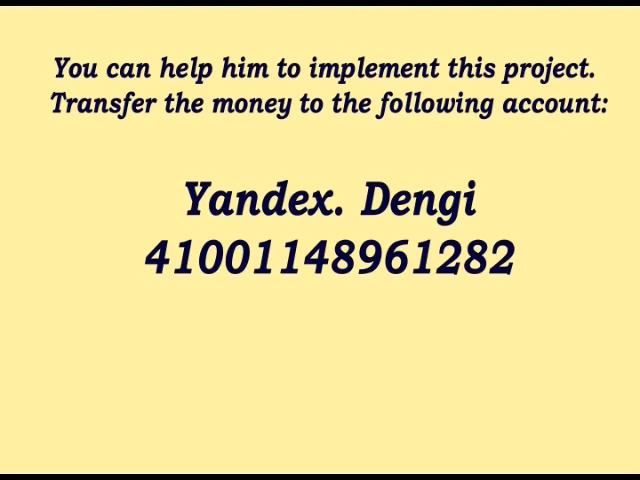 You can help him to implement this project.
Transfer the money to the following account:
Yandex. Dengi
41001148961282